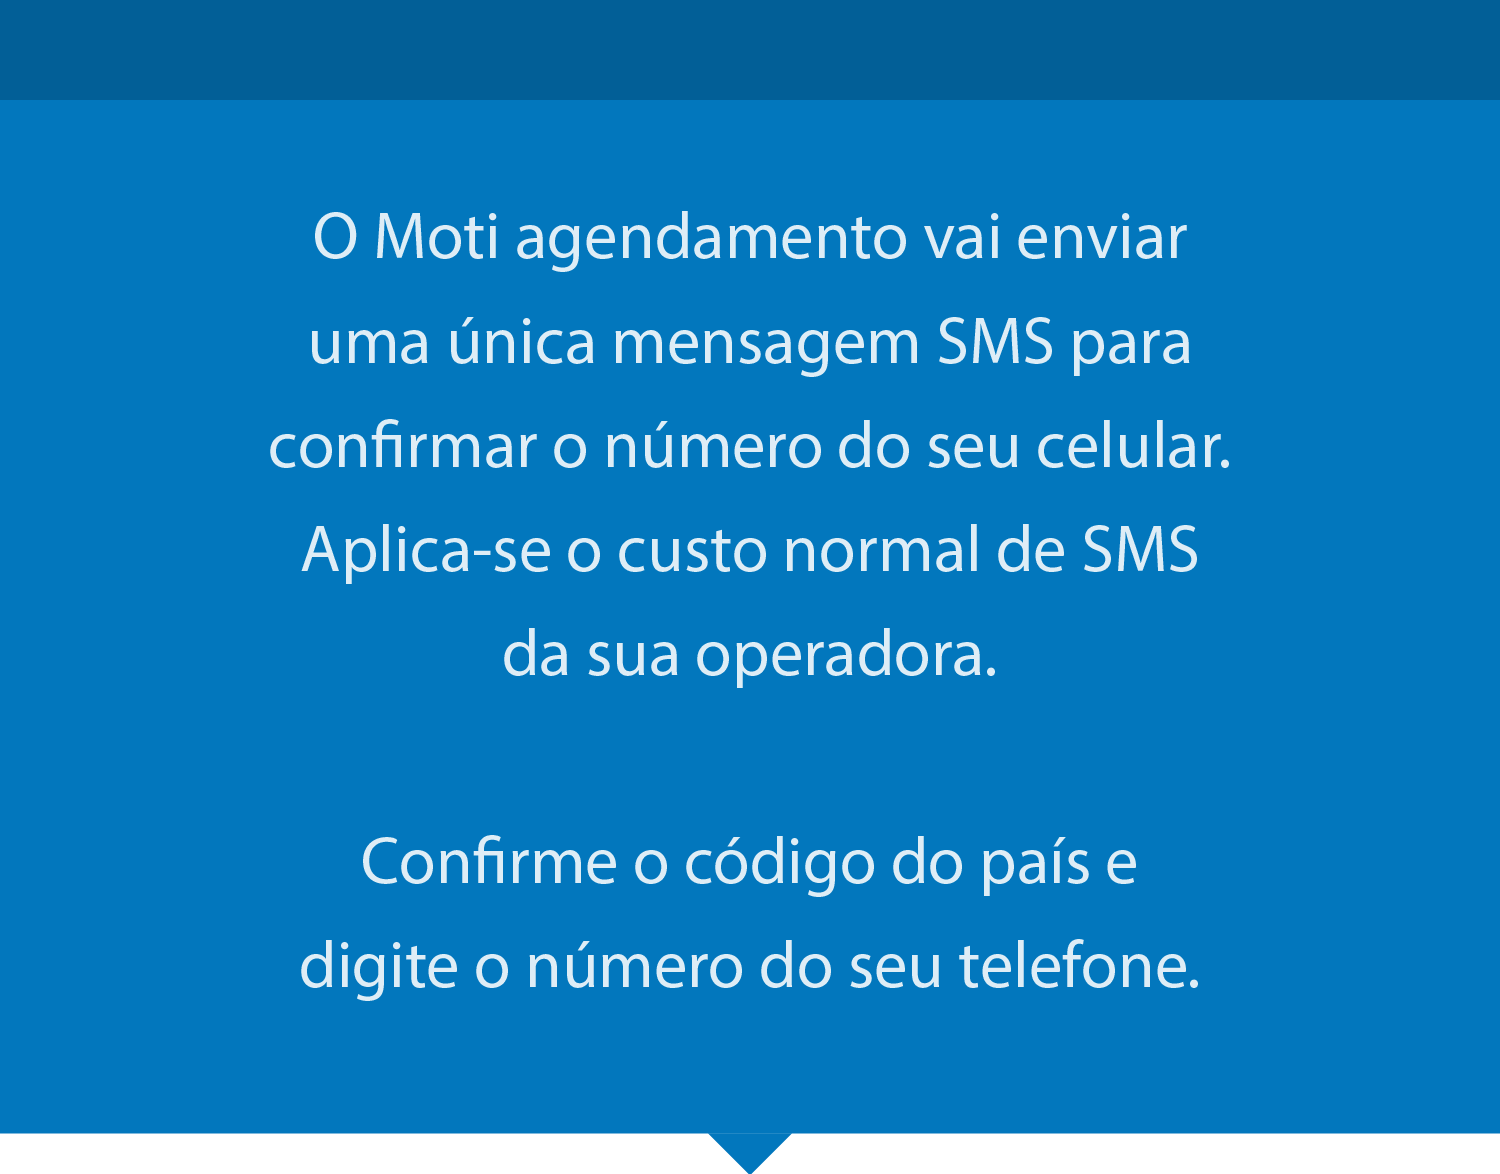 O Moti agendamento vai enviar
uma única mensagem SMS para
confirmar o número do seu celular.
Aplica-se o custo normal de SMS
da sua operadora.
Confirme o código do país e
digite o número do seu telefone.